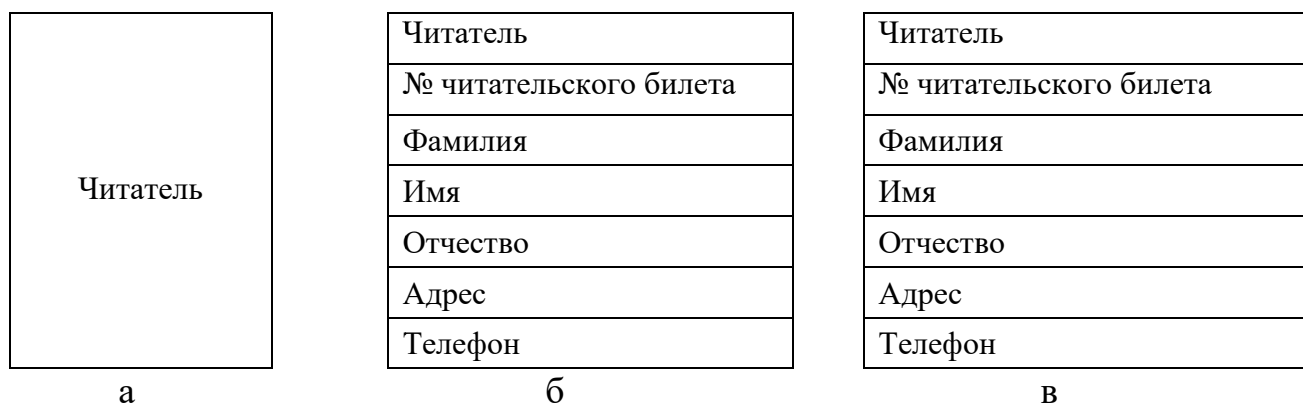 Читатель
а
Читатель
№ читательского билета
Фамилия
Имя
Отчество
Адрес
Телефон
б
Читатель
№ читательского билета
Фамилия
Имя
Отчество
Адрес
Телефон
в